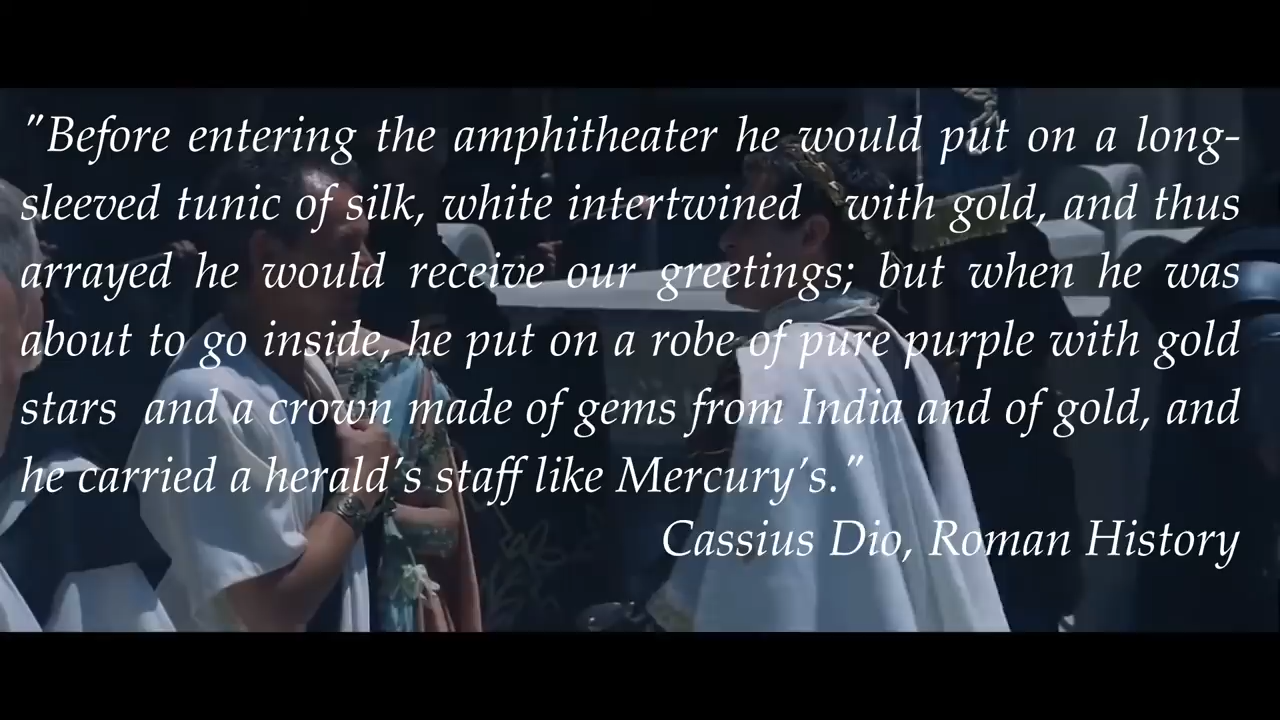 "Before entering the amphitheater he would put on a long-
sleeved tunic of silk, white intertwined with gold, and thus
arrayed he would receive our greetings; but when he was
about to go inside, he put on a robe of pure purple with gold
stars and a crown made of gems from India and of gold, and
he carried a herald's staff like Mercury's."
Cassius Dio, Roman History